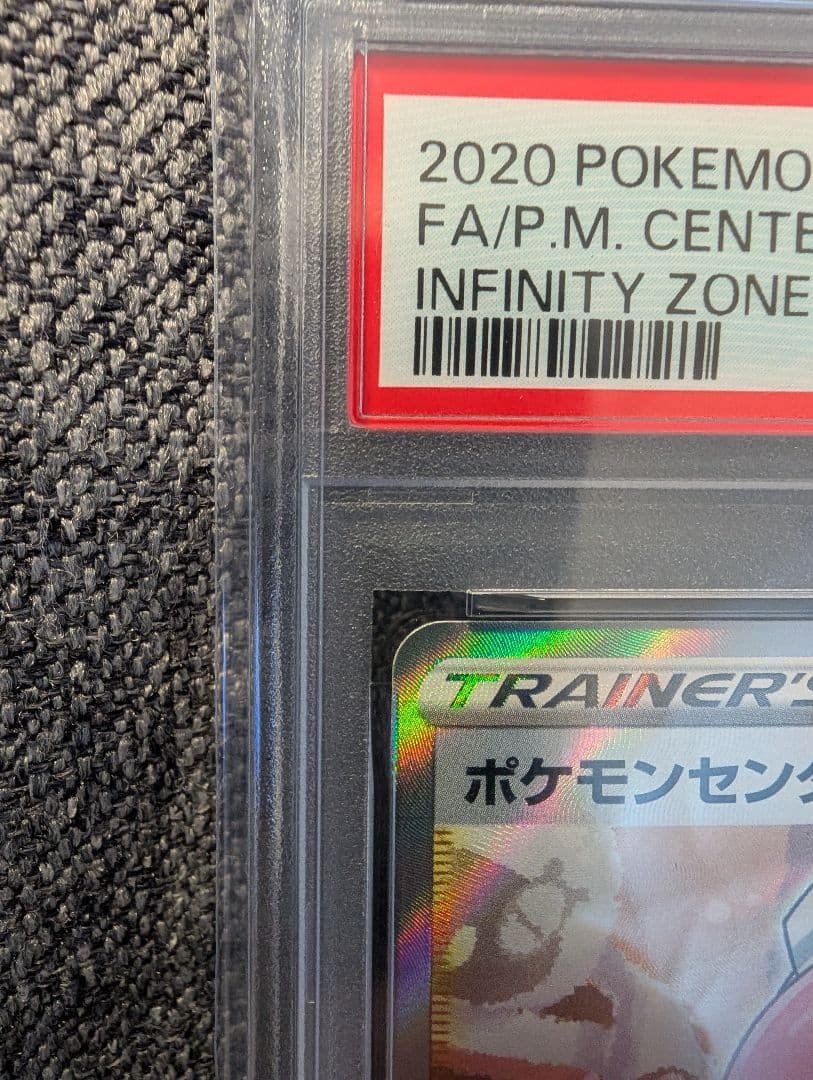 2020 POKEMO
FA/P.M. CENTE
INFINITY ZONE
TRAINER'S
ポケモンセンタ